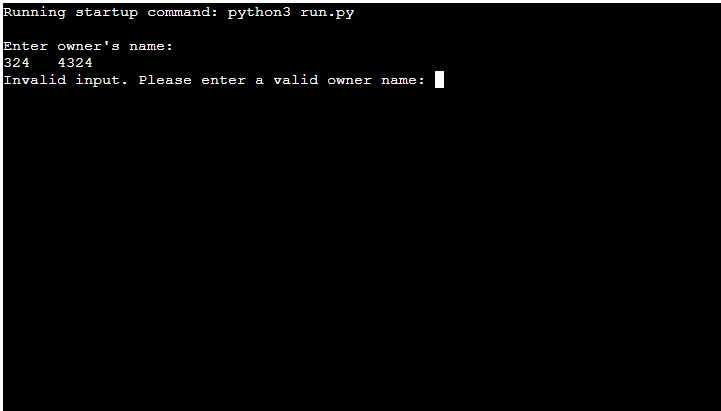 Running startup command: python3 run.py
Enter owner's name:
324   4324
Invalid input. Please enter a valid owner name: